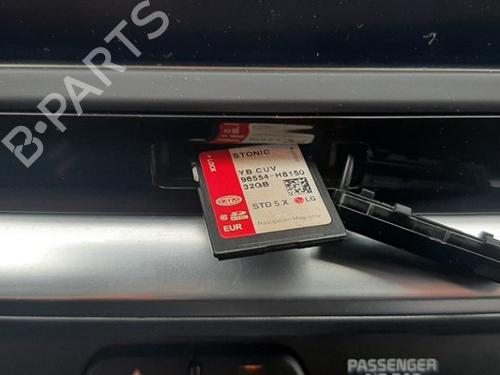 B-PARTS
LOCK
STONIC
YB CUV
96554-H8150
32GB
KIA
STD 5.X
LG
EUR
Navigation Map only
PASSENGER